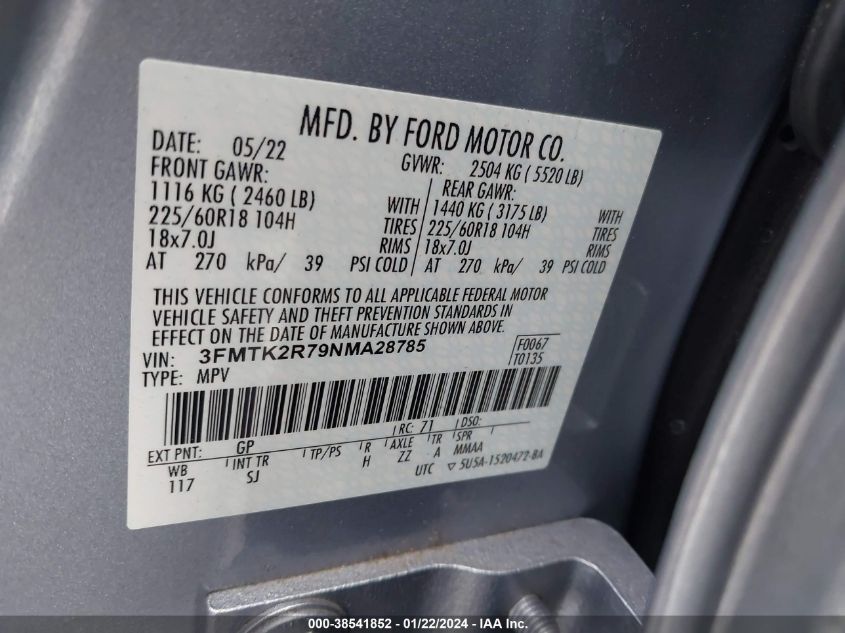 MFD. BY FORD MOTOR CO.
DATE: 05/22 GVWR: 2504 KG ( 5520 LB)
FRONT GAWR: REAR GAWR:
1116 KG ( 2460 LB) WITH 1440 KG ( 3175 LB) WITH
225/60R18 104H TIRES 225/60R18 104H TIRES
18x7.0J RIMS 18x7.0J RIMS
AT 270 kPa/ 39 PSI COLD AT 270 kPa/ 39 PSI COLD
THIS VEHICLE CONFORMS TO ALL APPLICABLE FEDERAL MOTOR
VEHICLE SAFETY AND THEFT PREVENTION STANDARDS IN
EFFECT ON THE DATE OF MANUFACTURE SHOWN ABOVE.
VIN: 3FMTK2R79NMA28785 F0067
TYPE: MPV T0135
EXT PNT: GP RC: Z1 DSO:
WB INT TR TP/PS R AXLE TR SPR
117 SJ H ZZ A MMAA
UTC ▽ 5U5A-1520472-BA
000-38541852 / 01/22/2024 - IAA Inc.